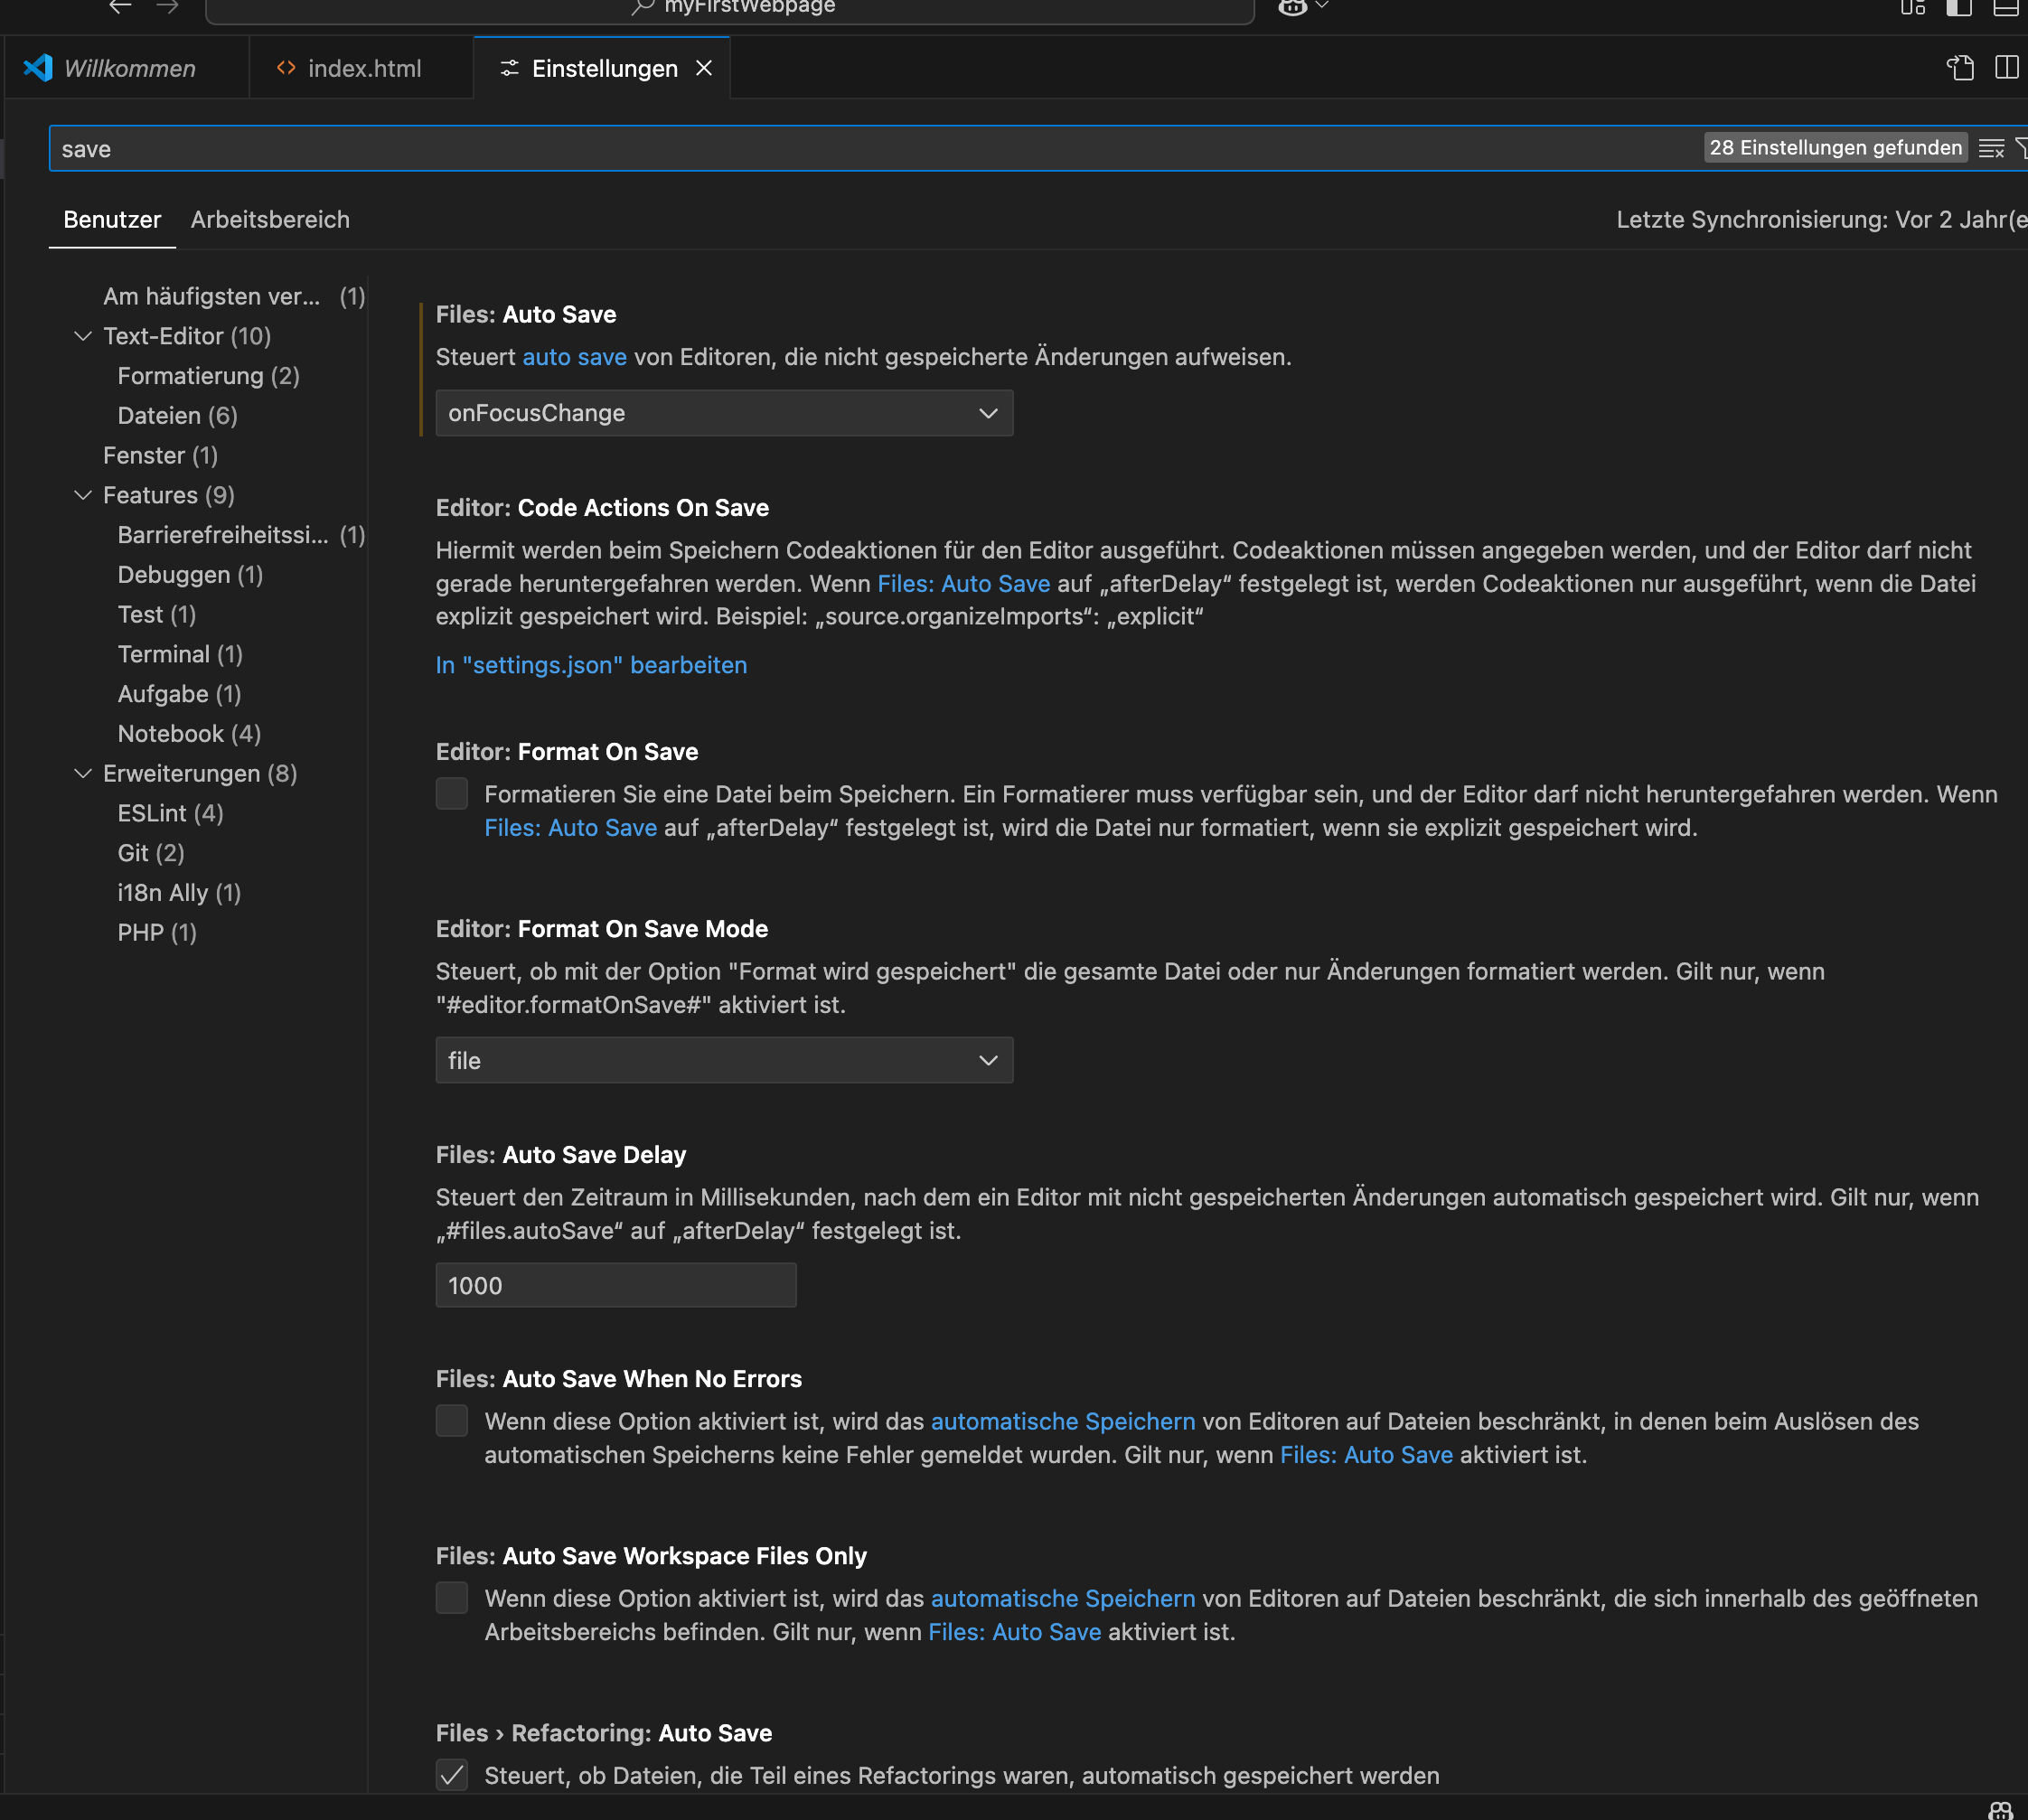 myFirstWebpage
Willkommen
index.html
Einstellungen
save
28 Einstellungen gefunden
Benutzer
Arbeitsbereich
Letzte Synchronisierung: Vor 2 Jahr(e
Am häufigsten ver... (1)
Text-Editor (10)
Formatierung (2)
Dateien (6)
Fenster (1)
Features (9)
Barrierefreiheitssi... (1)
Debuggen (1)
Test (1)
Terminal (1)
Aufgabe (1)
Notebook (4)
Erweiterungen (8)
ESLint (4)
Git (2)
i18n Ally (1)
PHP (1)
Files: Auto Save
Steuert auto save von Editoren, die nicht gespeicherte Änderungen aufweisen.
onFocusChange
Editor: Code Actions On Save
Hiermit werden beim Speichern Codeaktionen für den Editor ausgeführt. Codeaktionen müssen angegeben werden, und der Editor darf nicht
gerade heruntergefahren werden. Wenn Files: Auto Save auf „afterDelay“ festgelegt ist, werden Codeaktionen nur ausgeführt, wenn die Datei
explizit gespeichert wird. Beispiel: „source.organizeImports“: „explicit“
In "settings.json" bearbeiten
Editor: Format On Save
Formatieren Sie eine Datei beim Speichern. Ein Formatierer muss verfügbar sein, und der Editor darf nicht heruntergefahren werden. Wenn
Files: Auto Save auf „afterDelay“ festgelegt ist, wird die Datei nur formatiert, wenn sie explizit gespeichert wird.
Editor: Format On Save Mode
Steuert, ob mit der Option "Format wird gespeichert" die gesamte Datei oder nur Änderungen formatiert werden. Gilt nur, wenn
"#editor.formatOnSave#" aktiviert ist.
file
Files: Auto Save Delay
Steuert den Zeitraum in Millisekunden, nach dem ein Editor mit nicht gespeicherten Änderungen automatisch gespeichert wird. Gilt nur, wenn
„#files.autoSave“ auf „afterDelay“ festgelegt ist.
1000
Files: Auto Save When No Errors
Wenn diese Option aktiviert ist, wird das automatische Speichern von Editoren auf Dateien beschränkt, in denen beim Auslösen des
automatischen Speicherns keine Fehler gemeldet wurden. Gilt nur, wenn Files: Auto Save aktiviert ist.
Files: Auto Save Workspace Files Only
Wenn diese Option aktiviert ist, wird das automatische Speichern von Editoren auf Dateien beschränkt, die sich innerhalb des geöffneten
Arbeitsbereichs befinden. Gilt nur, wenn Files: Auto Save aktiviert ist.
Files › Refactoring: Auto Save
Steuert, ob Dateien, die Teil eines Refactorings waren, automatisch gespeichert werden